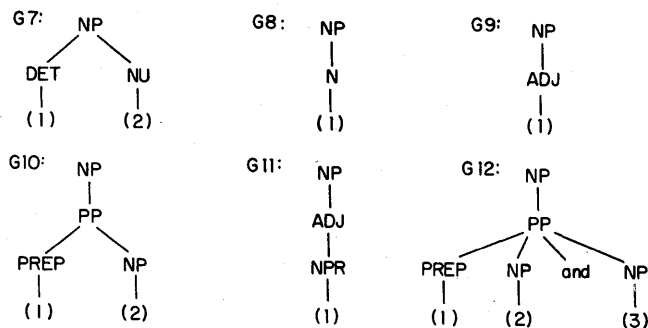 G7: NP G8: NP G9: NP
DET NU N ADJ
(1) (2) (1) (1)
G10: NP G11: NP G12: NP
PP ADJ PP
PREP NP NPR PREP NP and NP
(1) (2) (1) (1) (2) (3)